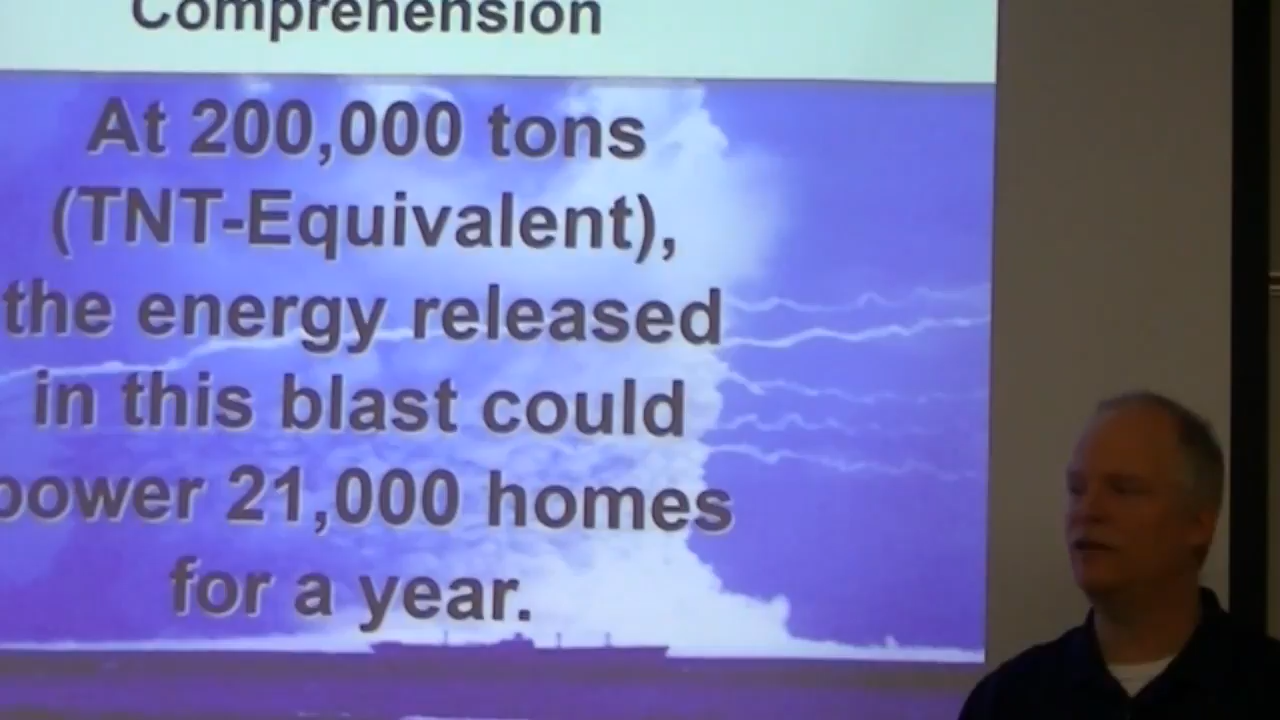 Comprehension
At 200,000 tons
(TNT-Equivalent),
the energy released
in this blast could
power 21,000 homes
for a year.